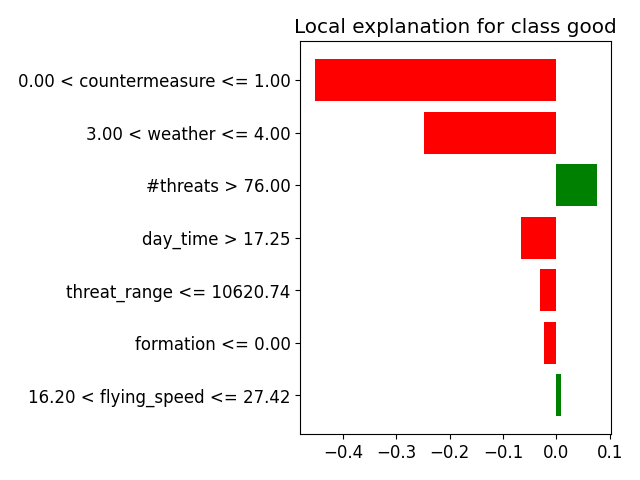 Local explanation for class good
0.00 < countermeasure <= 1.00
3.00 < weather <= 4.00
#threats > 76.00
day_time > 17.25
threat_range <= 10620.74
formation <= 0.00
16.20 < flying_speed <= 27.42
−0.4 −0.3 −0.2 −0.1 0.0 0.1